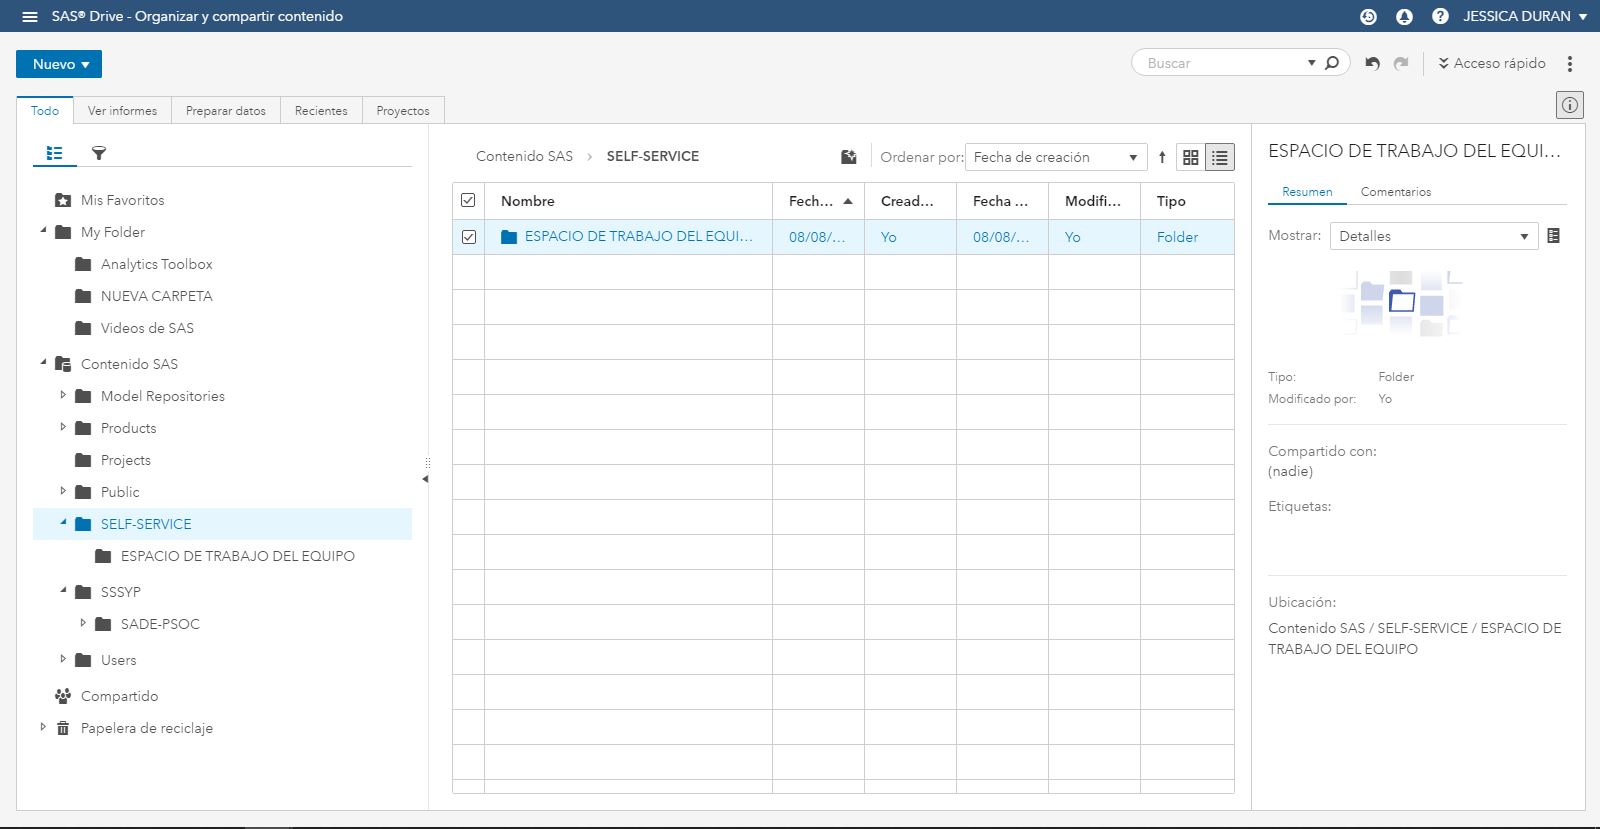 SAS® Drive - Organizar y compartir contenido
JESSICA DURAN
Nuevo
Buscar
Acceso rápido
Todo
Ver informes
Preparar datos
Recientes
Proyectos
Mis Favoritos
My Folder
Analytics Toolbox
NUEVA CARPETA
Videos de SAS
Contenido SAS
Model Repositories
Products
Projects
Public
SELF-SERVICE
ESPACIO DE TRABAJO DEL EQUIPO
SSSYP
SADE-PSOC
Users
Compartido
Papelera de reciclaje
Contenido SAS > SELF-SERVICE
Ordenar por: Fecha de creación
Nombre Fech... Cread... Fecha ... Modifi... Tipo
ESPACIO DE TRABAJO DEL EQUI... 08/08/... Yo 08/08/... Yo Folder
ESPACIO DE TRABAJO DEL EQUI...
Resumen Comentarios
Mostrar: Detalles
Tipo: Folder
Modificado por: Yo
Compartido con:
(nadie)
Etiquetas:
Ubicación:
Contenido SAS / SELF-SERVICE / ESPACIO DE
TRABAJO DEL EQUIPO